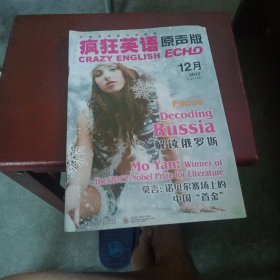 疯狂英语 原声版
CRAZY ENGLISH ECHO
12月
2012
Focus
Decoding
Russia
解读俄罗斯
Mo Yan: Winner of
the 2012 Nobel Prize for Literature
莫言：诺贝尔赛场上的
中国“首金”